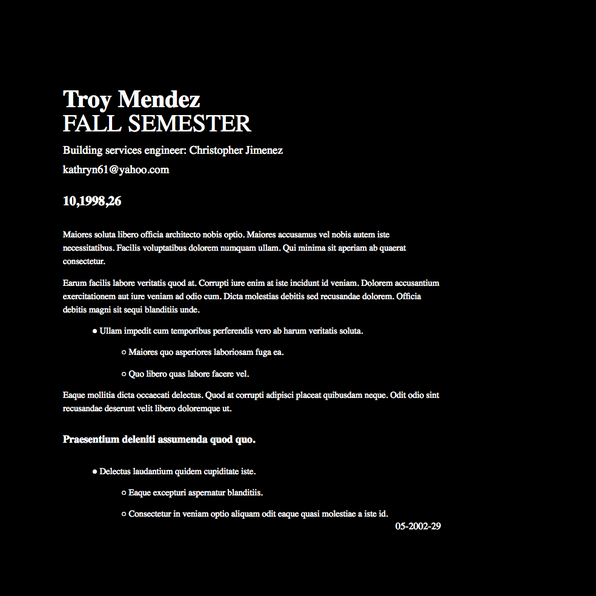 Troy Mendez
FALL SEMESTER
Building services engineer: Christopher Jimenez
kathryn61@yahoo.com
10,1998,26
Maiores soluta libero officia architecto nobis optio. Maiores accusamus vel nobis autem iste
necessitatibus. Facilis voluptatibus dolorem numquam ullam. Qui minima sit aperiam ab quaerat
consectetur.
Earum facilis labore veritatis quod at. Corrupti iure enim at iste incidunt id veniam. Dolorem accusantium
exercitationem aut iure veniam ad odio cum. Dicta molestias debitis sed recusandae dolorem. Officia
debitis magni sit sequi blanditiis unde.
● Ullam impedit cum temporibus perferendis vero ab harum veritatis soluta.
○ Maiores quo asperiores laboriosam fuga ea.
○ Quo libero quas labore facere vel.
Eaque mollitia dicta occaecati delectus. Quod at corrupti adipisci placeat quibusdam neque. Odit odio sint
recusandae deserunt velit libero doloremque ut.
Praesentium deleniti assumenda quod quo.
● Delectus laudantium quidem cupiditate iste.
○ Eaque excepturi aspernatur blanditiis.
○ Consectetur in veniam optio aliquam odit eaque quasi molestiae a iste id.
05-2002-29